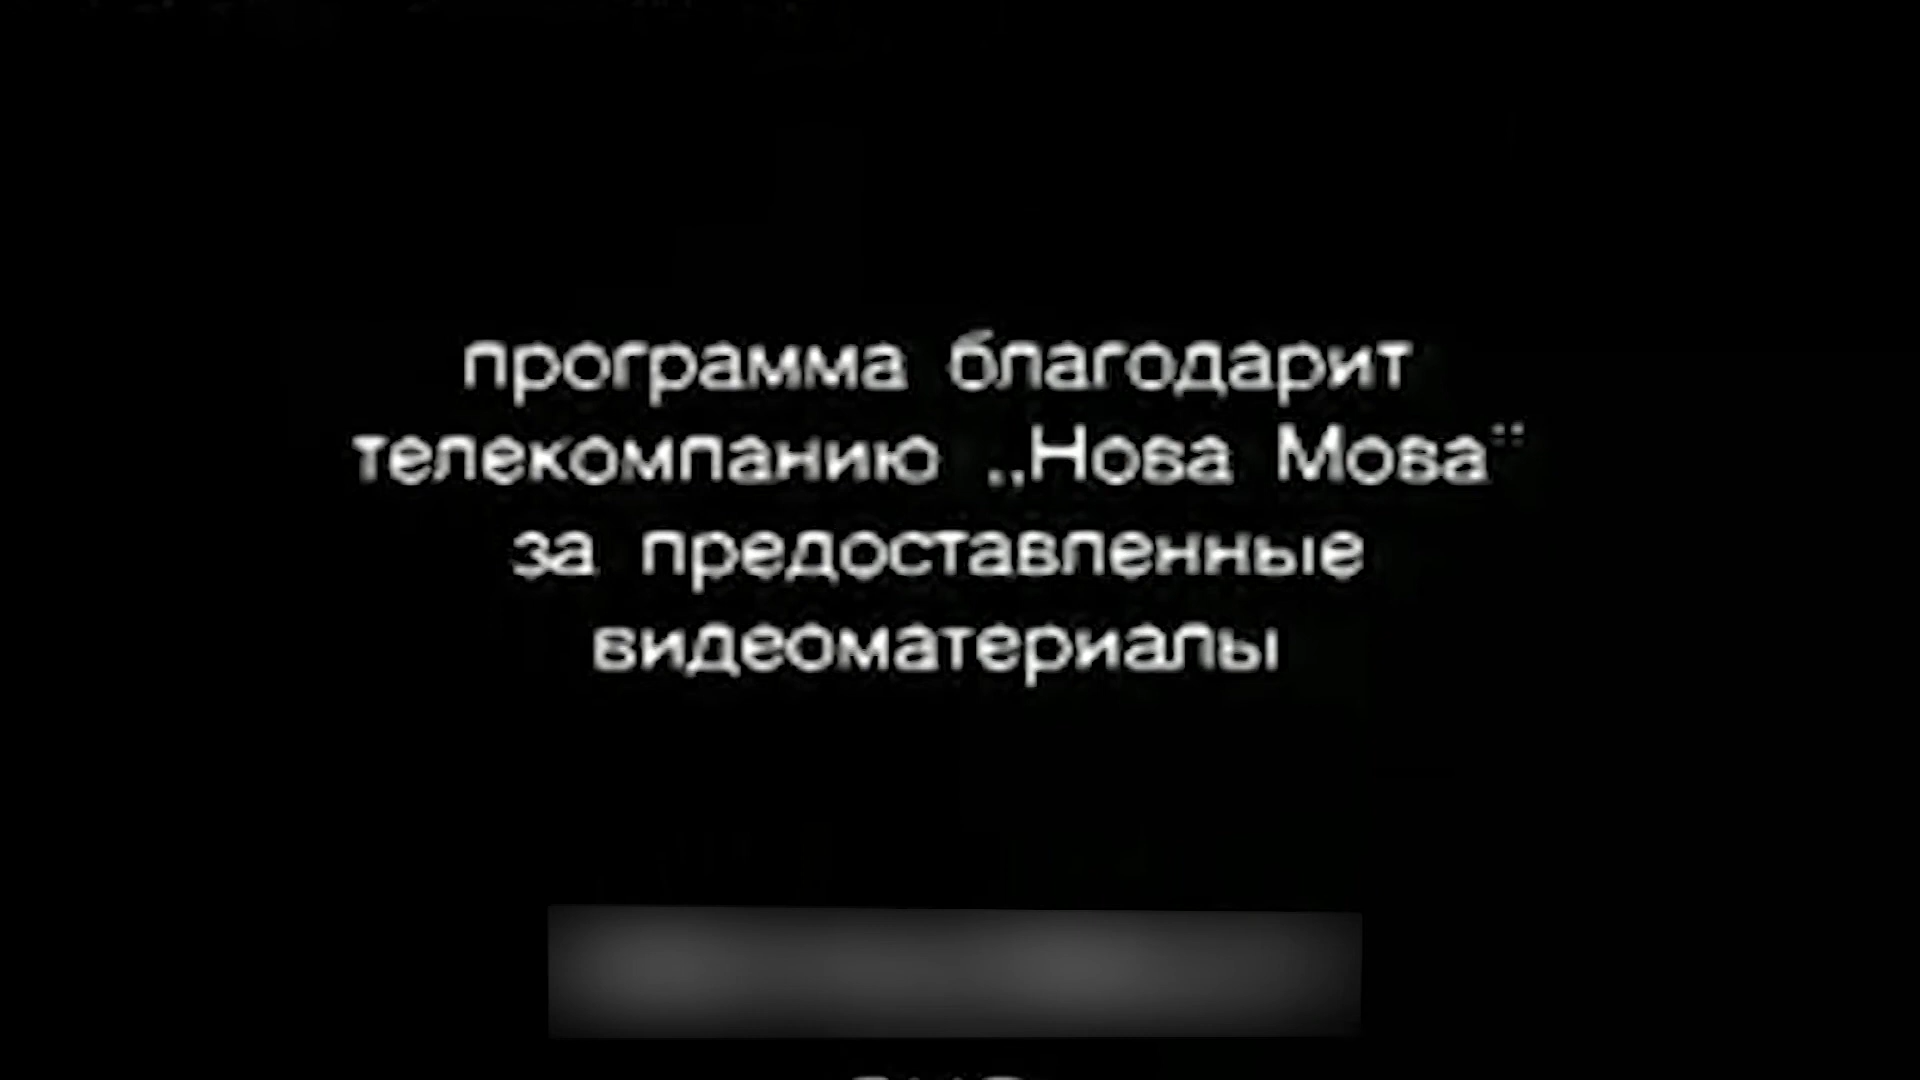 программа благодарит
телекомпанию „Нова Мова"
за предоставленные
видеоматериалы